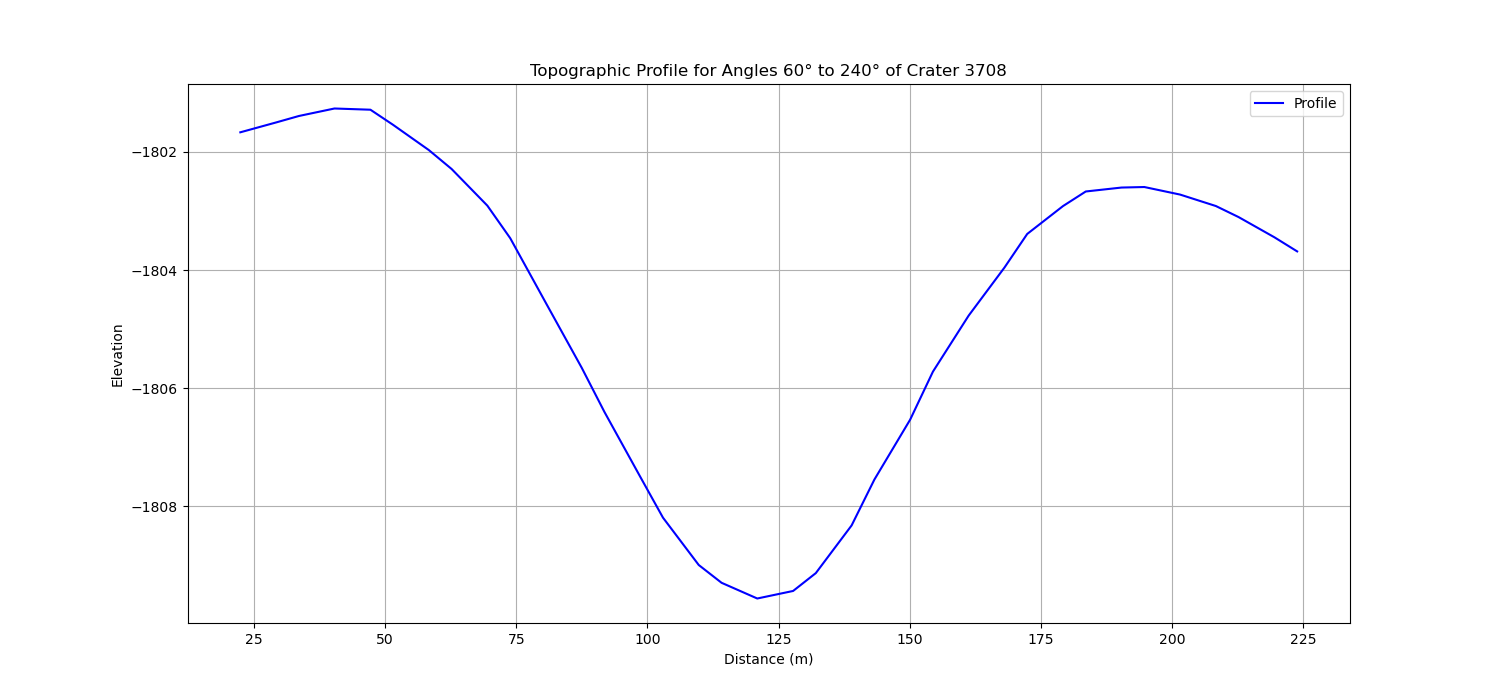 Topographic Profile for Angles 60° to 240° of Crater 3708
Profile
−1802
−1804
−1806
−1808
Elevation
25 50 75 100 125 150 175 200 225
Distance (m)